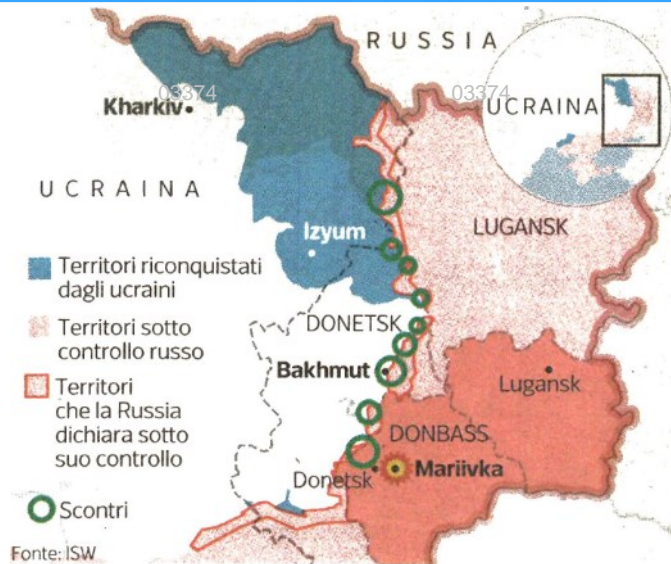 RUSSIA
03374
03374
Kharkiv
UCRAINA
UCRAINA
Izyum
LUGANSK
Territori riconquistati
dagli ucraini
Territori sotto
controllo russo
DONETSK
Bakhmut
Lugansk
Territori
che la Russia
dichiara sotto
suo controllo
DONBASS
Donetsk
Mariivka
Scontri
Fonte: ISW